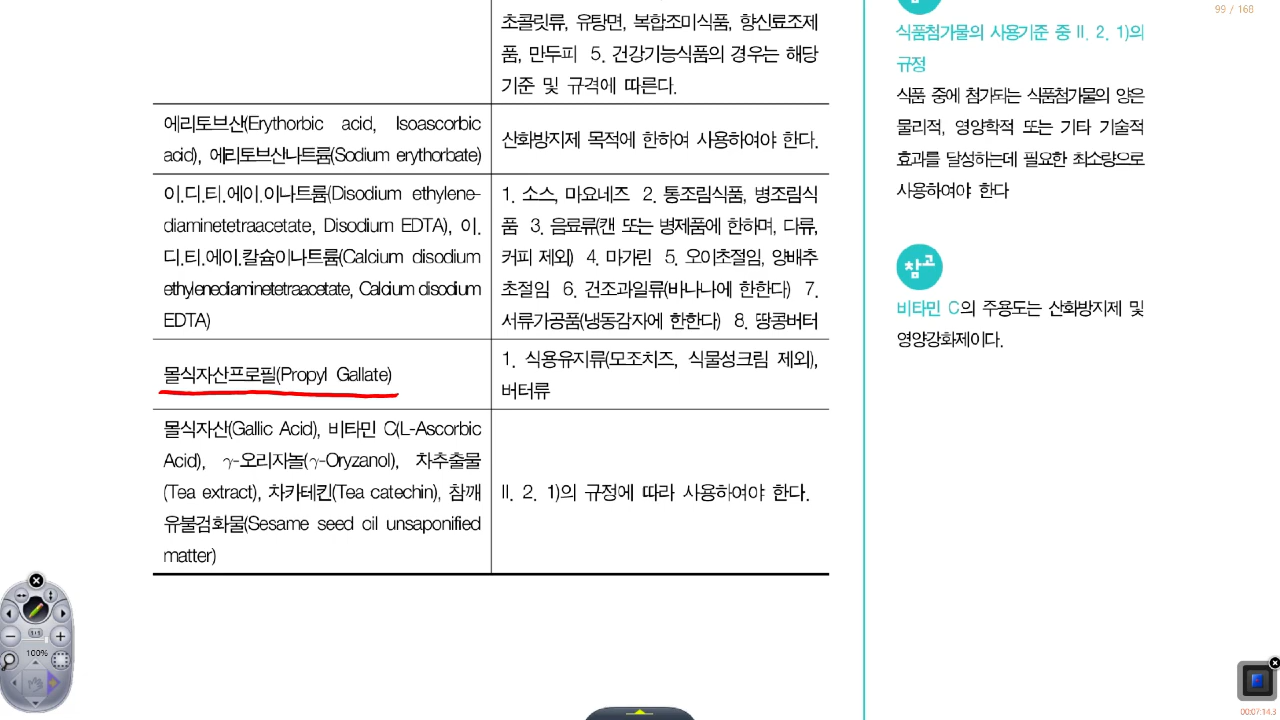 99 / 168
초콜릿류, 유탕면, 복합조미식품, 향신료조제
품, 만두피 5. 건강기능식품의 경우는 해당
기준 및 규격에 따른다.
에리토브산(Erythorbic acid, Isoascorbic
acid), 에리토브산나트륨(Sodium erythorbate)
산화방지제 목적에 한하여 사용하여야 한다.
이.디.티.에이.이나트륨(Disodium ethylene-
diaminetetraacetate, Disodium EDTA), 이.
디.티.에이.칼슘이나트륨(Calcium disodium
ethylenediaminetetraacetate, Calcium disodium
EDTA)
1. 소스, 마요네즈 2. 통조림식품, 병조림식
품 3. 음료류(캔 또는 병제품에 한하며, 다류,
커피 제외) 4. 마가린 5. 오이초절임, 양배추
초절임 6. 건조과일류(바나나에 한한다) 7.
서류가공품(냉동감자에 한한다) 8. 땅콩버터
몰식자산프로필(Propyl Gallate)
1. 식용유지류(모조치즈, 식물성크림 제외),
버터류
몰식자산(Gallic Acid), 비타민 C(L-Ascorbic
Acid), γ-오리자놀(γ-Oryzanol), 차추출물
(Tea extract), 차카테킨(Tea catechin), 참깨
유불검화물(Sesame seed oil unsaponified
matter)
II. 2. 1)의 규정에 따라 사용하여야 한다.
식품첨가물의 사용기준 중 II. 2. 1)의
규정
식품 중에 첨가되는 식품첨가물의 양은
물리적, 영양학적 또는 기타 기술적
효과를 달성하는데 필요한 최소량으로
사용하여야 한다
참고
비타민 C의 주용도는 산화방지제 및
영양강화제이다.
1:1
100%
00:07:14.3